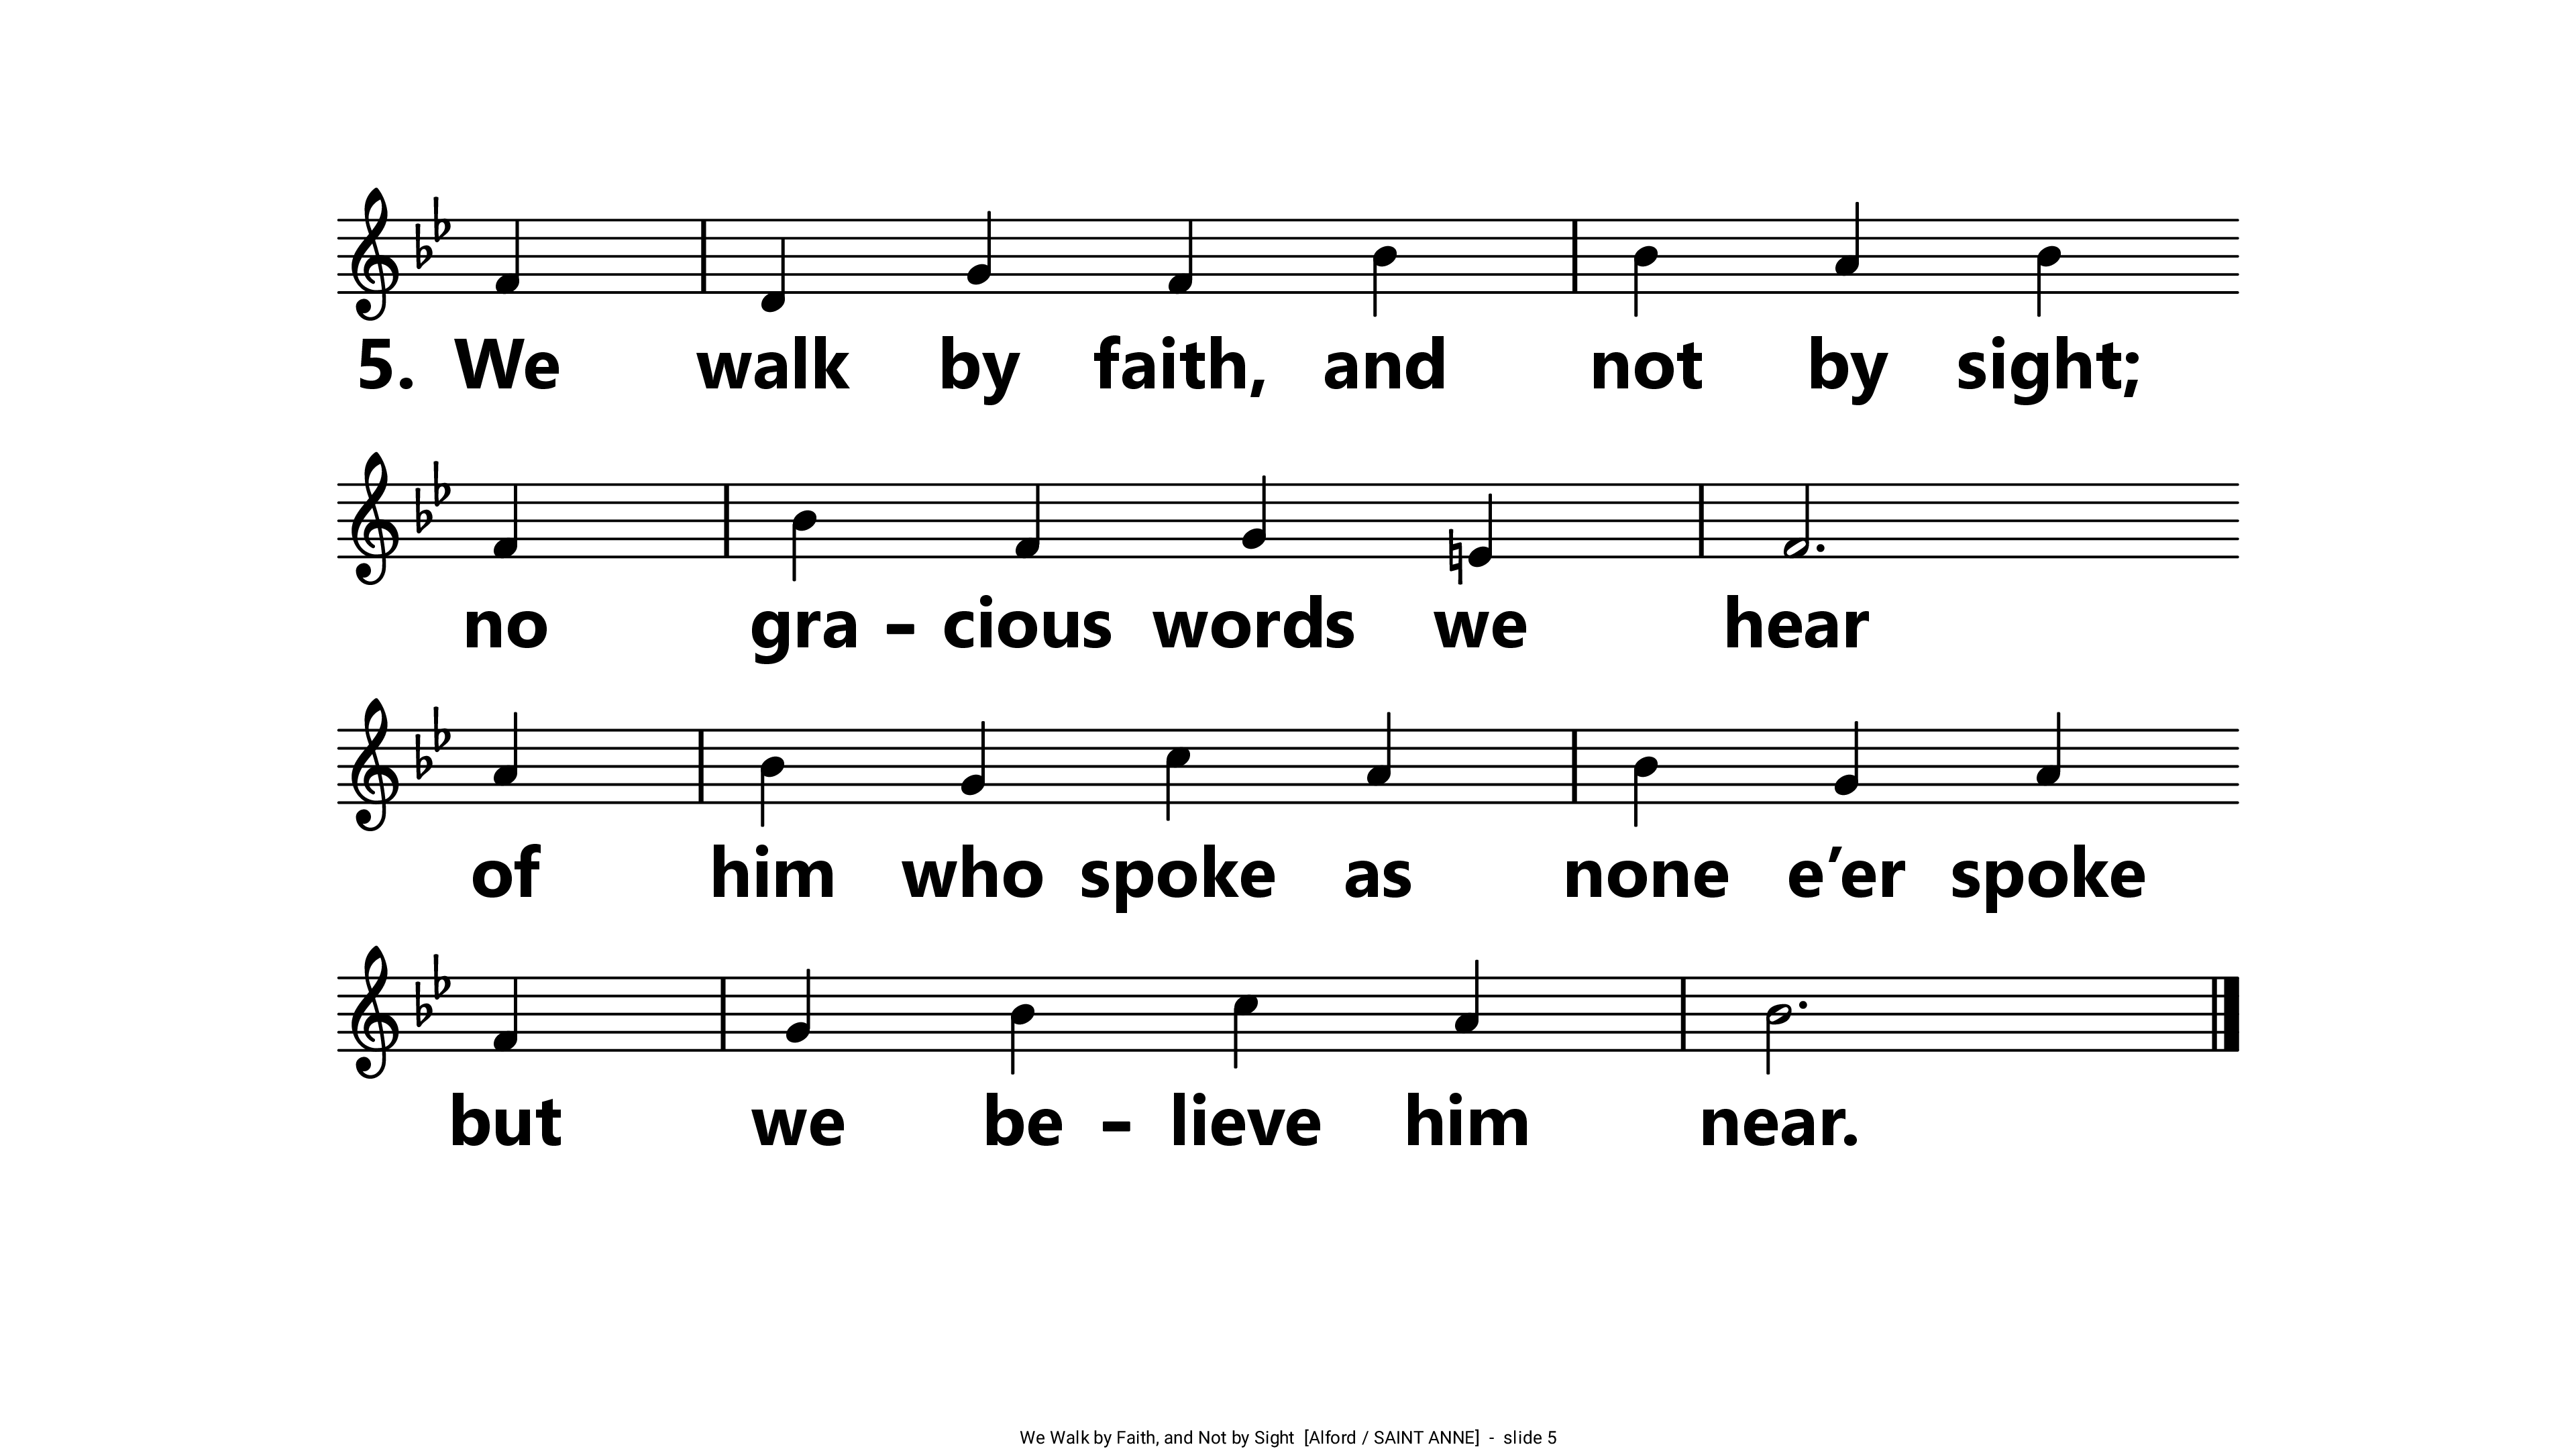 5. We walk by faith, and not by sight;
no gra - cious words we hear
of him who spoke as none e’er spoke
but we be - lieve him near.
We Walk by Faith, and Not by Sight [Alford / SAINT ANNE] - slide 5